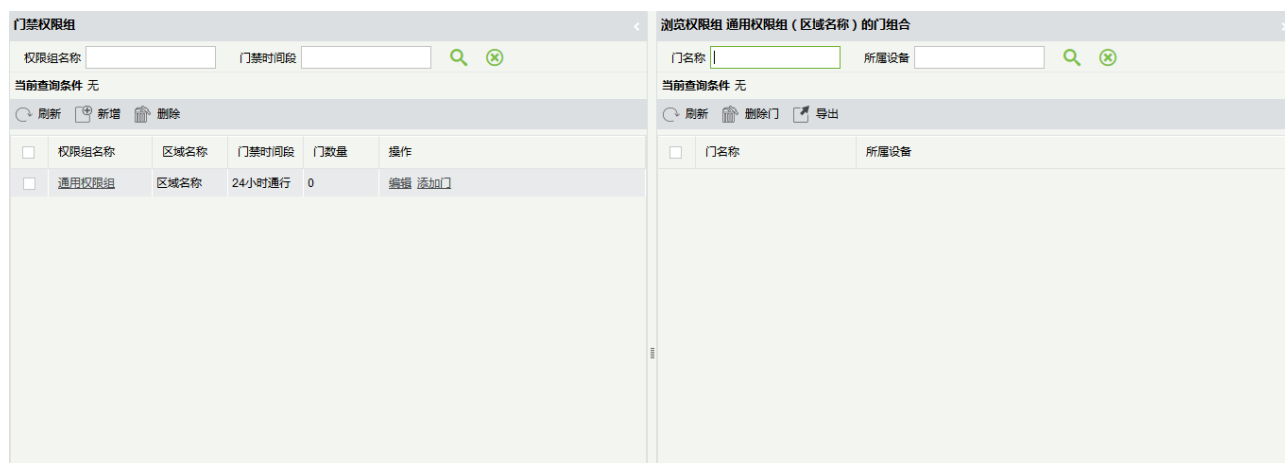 门禁权限组
权限组名称 门禁时间段
当前查询条件 无
刷新 新增 删除
权限组名称 区域名称 门禁时间段 门数量 操作
通用权限组 区域名称 24小时通行 0 编辑 添加门
浏览权限组 通用权限组 ( 区域名称 ) 的门组合
门名称 所属设备
当前查询条件 无
刷新 删除门 导出
门名称 所属设备